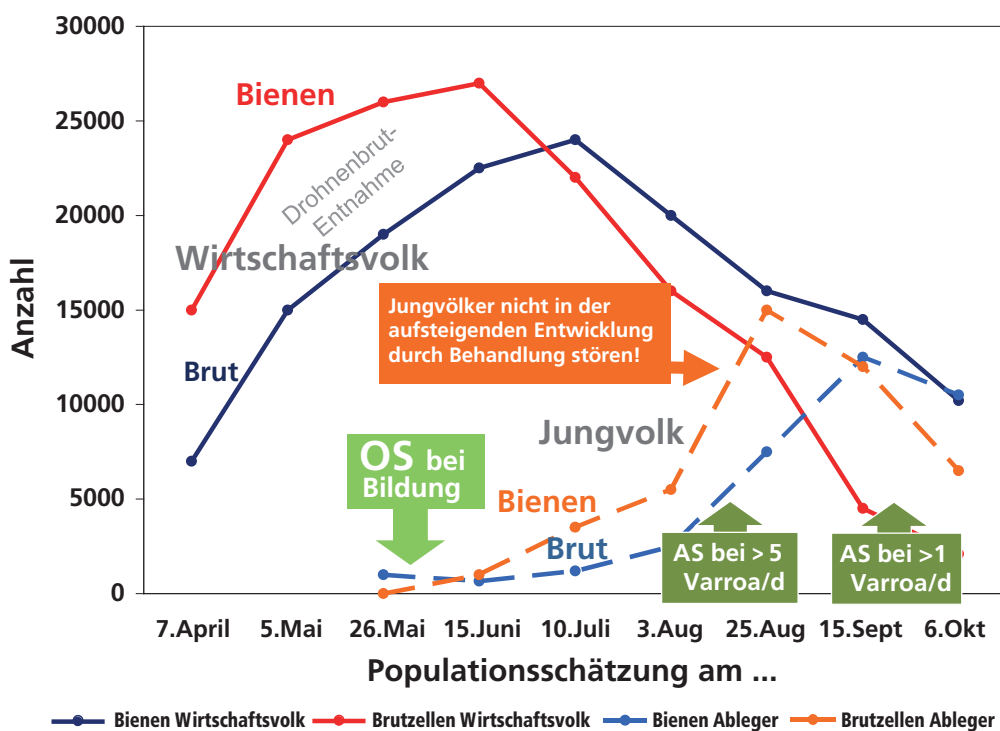 30000
25000
20000
15000
10000
5000
0
Anzahl
Bienen
Drohnenbrut-
Entnahme
Wirtschaftsvolk
Brut
Jungvölker nicht in der
aufsteigenden Entwicklung
durch Behandlung stören!
Jungvolk
OS bei
Bildung
Bienen
Brut
AS bei > 5
Varroa/d
AS bei >1
Varroa/d
7.April 5.Mai 26.Mai 15.Juni 10.Juli 3.Aug 25.Aug 15.Sept 6.Okt
Populationsschätzung am ...
Bienen Wirtschaftsvolk Brutzellen Wirtschaftsvolk Bienen Ableger Brutzellen Ableger